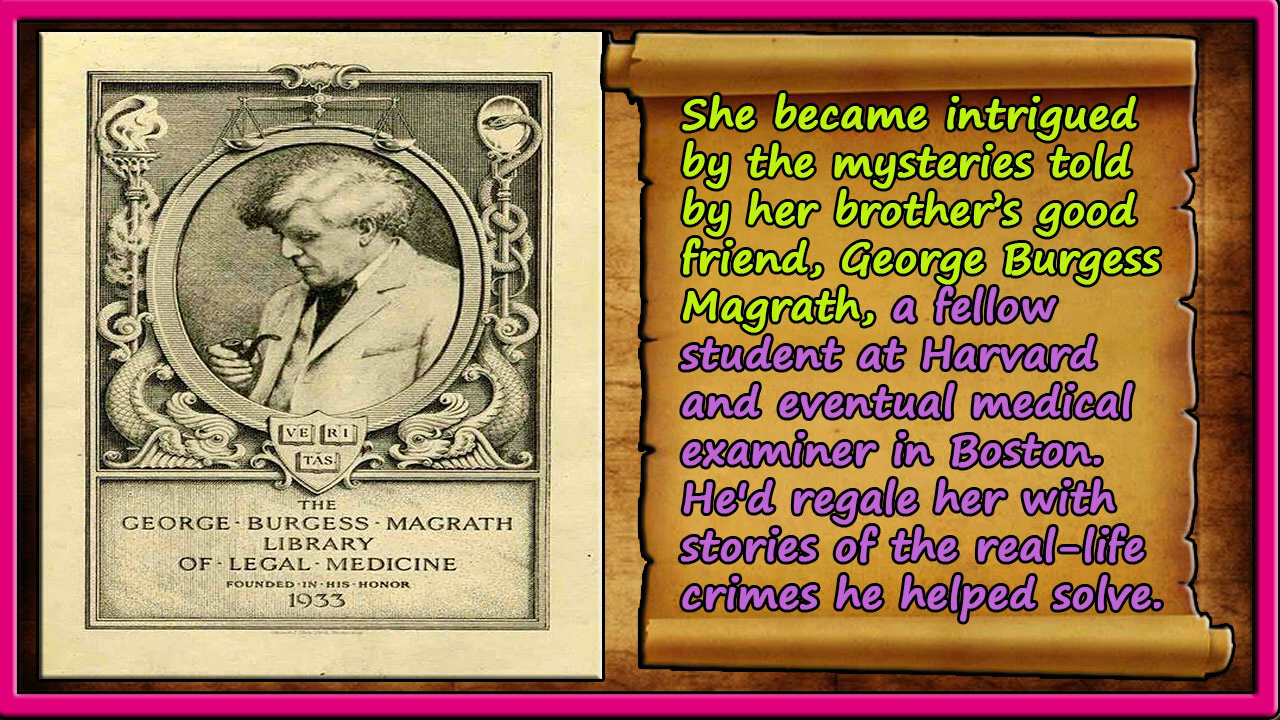 VE RI
TAS
THE
GEORGE · BURGESS · MAGRATH
LIBRARY
OF · LEGAL · MEDICINE
FOUNDED · IN · HIS · HONOR
1933
She became intrigued
by the mysteries told
by her brother’s good
friend, George Burgess
Magrath, a fellow
student at Harvard
and eventual medical
examiner in Boston.
He'd regale her with
stories of the real-life
crimes he helped solve.